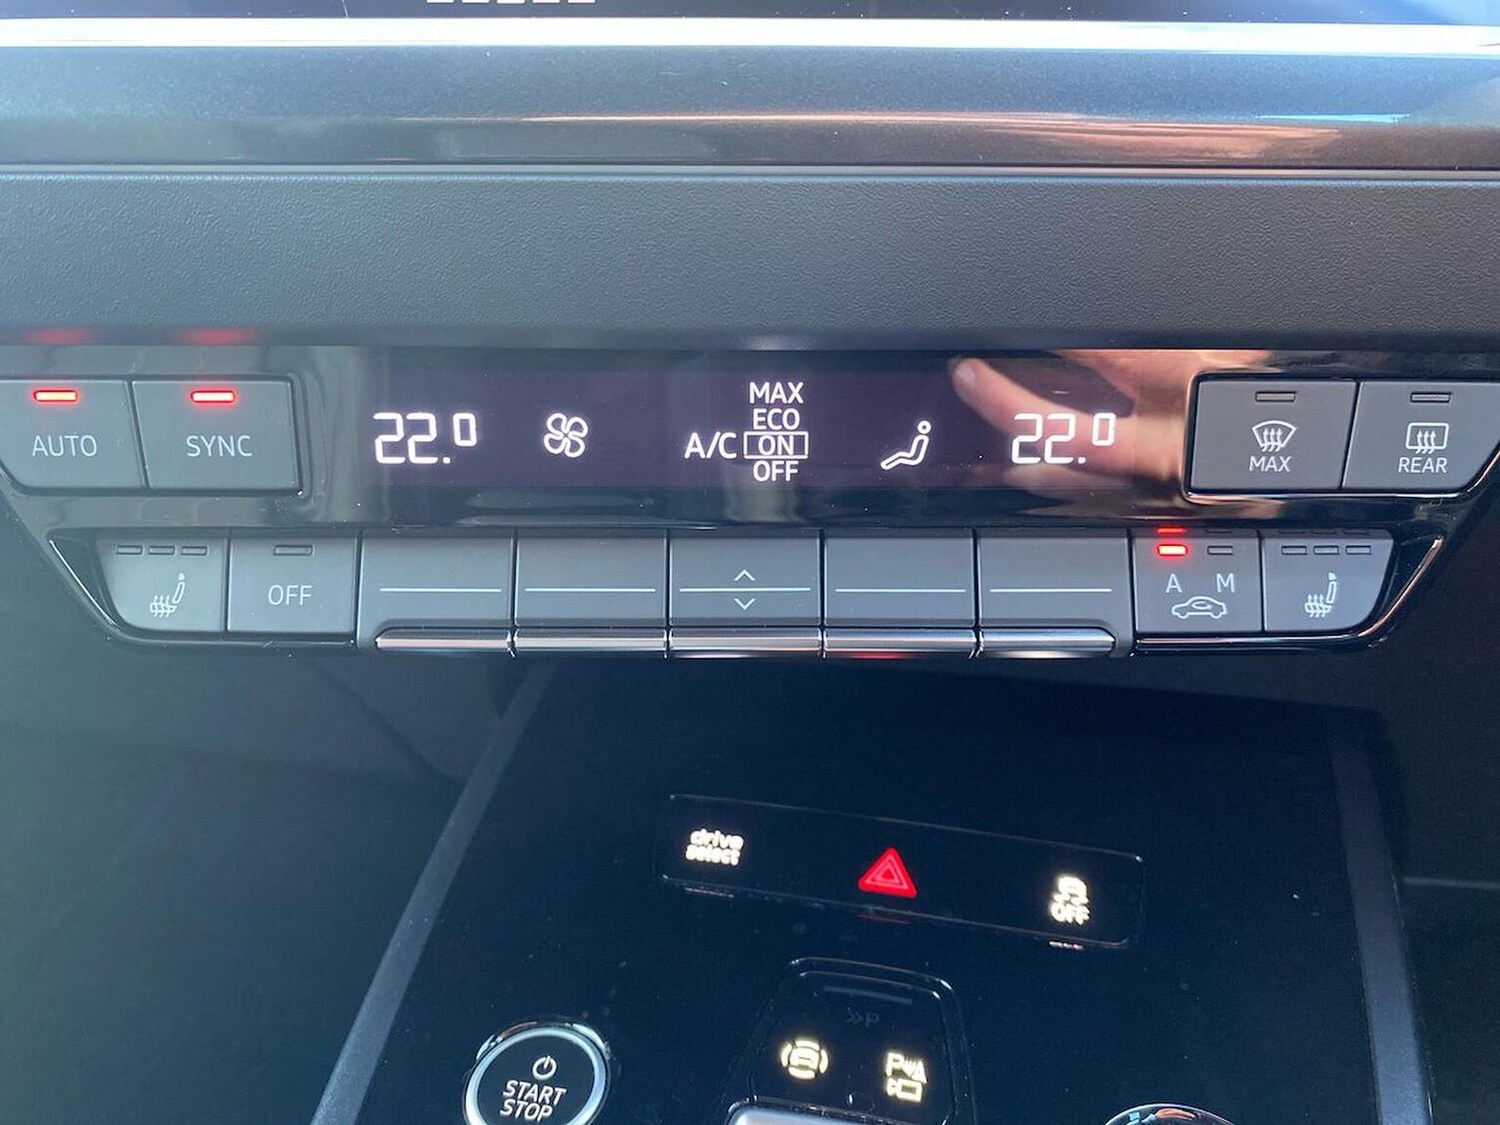 AUTO
SYNC
22.0
A/C
MAX
ECO
ON
OFF
22.0
MAX
REAR
OFF
A M
drive
select
OFF
START
STOP
P